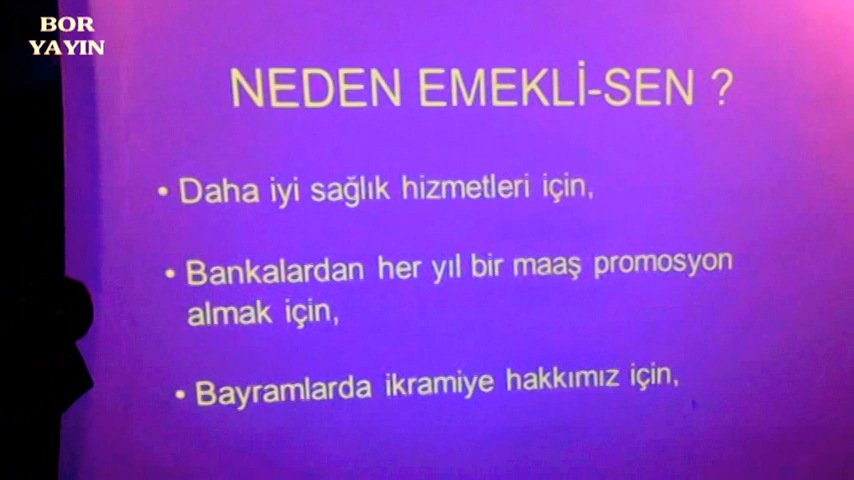 BOR
YAYIN
NEDEN EMEKLİ-SEN ?
• Daha iyi sağlık hizmetleri için,
• Bankalardan her yıl bir maaş promosyon
almak için,
• Bayramlarda ikramiye hakkımız için,